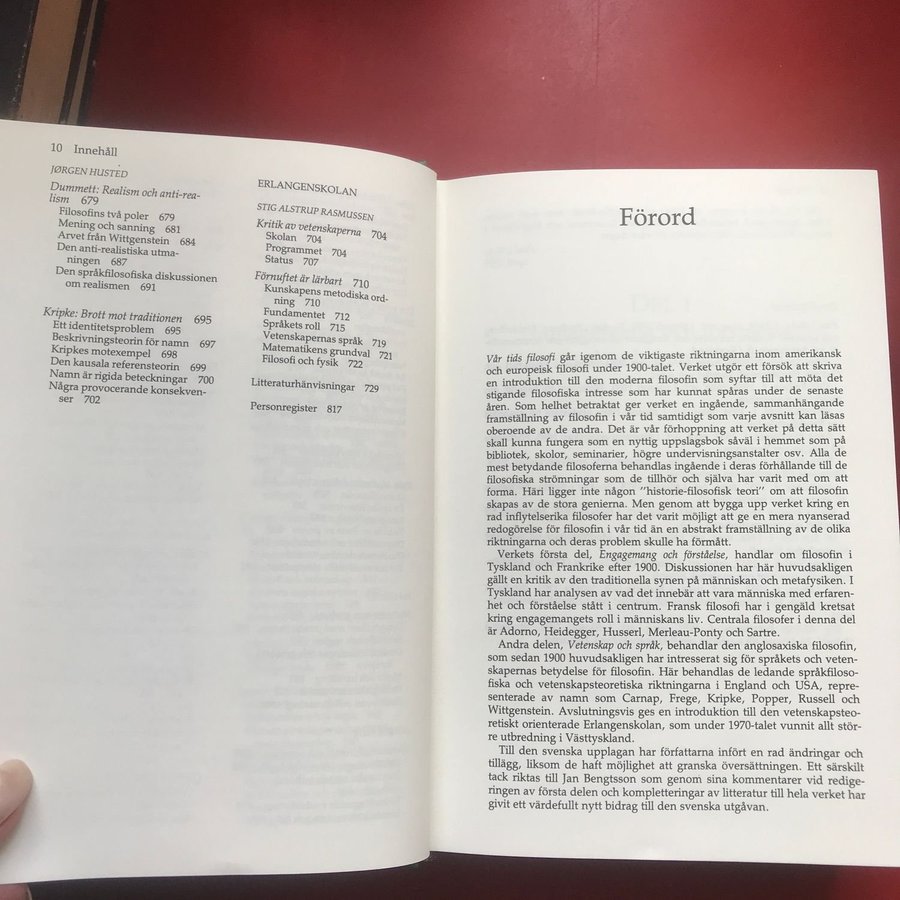 10 Innehåll
JØRGEN HUSTED
Dummett: Realism och anti-rea-
lism 679
Filosofins två poler 679
Mening och sanning 681
Arvet från Wittgenstein 684
Den anti-realistiska utma-
ningen 687
Den språkfilosofiska diskussionen
om realismen 691
Kripke: Brott mot traditionen 695
Ett identitetsproblem 695
Beskrivningsteorin för namn 697
Kripkes motexempel 698
Den kausala referensteorin 699
Namn är rigida beteckningar 700
Några provocerande konsekven-
ser 702
ERLANGENSKOLAN
STIG ALSTRUP RASMUSSEN
Kritik av vetenskaperna 704
Skolan 704
Programmet 704
Status 707
Förnuftet är lärbart 710
Kunskapens metodiska ord-
ning 710
Fundamentet 712
Språkets roll 715
Vetenskapernas språk 719
Matematikens grundval 721
Filosofi och fysik 722
Litteraturhänvisningar 729
Personregister 817
Förord
Vår tids filosofi går igenom de viktigaste riktningarna inom amerikansk
och europeisk filosofi under 1900-talet. Verket utgör ett försök att skriva
en introduktion till den moderna filosofin som syftar till att möta det
stigande filosofiska intresse som har kunnat spåras under de senaste
åren. Som helhet betraktat ger verket en ingående, sammanhängande
framställning av filosofin i vår tid samtidigt som varje avsnitt kan läsas
oberoende av de andra. Det är vår förhoppning att verket på detta sätt
skall kunna fungera som en nyttig uppslagsbok såväl i hemmet som på
bibliotek, skolor, seminarier, högre undervisningsanstalter osv. Alla de
mest betydande filosoferna behandlas ingående i deras förhållande till de
filosofiska strömningar som de tillhör och själva har varit med om att
forma. Häri ligger inte någon "historie-filosofisk teori" om att filosofin
skapas av de stora genierna. Men genom att bygga upp verket kring en
rad inflytelserika filosofer har det varit möjligt att ge en mera nyanserad
redogörelse för filosofin i vår tid än en abstrakt framställning av de olika
riktningarna och deras problem skulle ha förmått.
Verkets första del, Engagemang och förståelse, handlar om filosofin i
Tyskland och Frankrike efter 1900. Diskussionen har här huvudsakligen
gällt en kritik av den traditionella synen på människan och metafysiken. I
Tyskland har analysen av vad det innebär att vara människa med erfaren-
het och förståelse stått i centrum. Fransk filosofi har i gengäld kretsat
kring engagemangets roll i människans liv. Centrala filosofer i denna del
är Adorno, Heidegger, Husserl, Merleau-Ponty och Sartre.
Andra delen, Vetenskap och språk, behandlar den anglosaxiska filosofin,
som sedan 1900 huvudsakligen har intresserat sig för språkets och veten-
skapernas betydelse för filosofin. Här behandlas de ledande språkfiloso-
fiska och vetenskapsteoretiska riktningarna i England och USA, repre-
senterade av namn som Carnap, Frege, Kripke, Popper, Russell och
Wittgenstein. Avslutningsvis ges en introduktion till den vetenskapsteo-
retiskt orienterade Erlangenskolan, som under 1970-talet vunnit allt stör-
re utbredning i Västtyskland.
Till den svenska upplagan har författarna infört en rad ändringar och
tillägg, liksom de haft möjlighet att granska översättningen. Ett särskilt
tack riktas till Jan Bengtsson som genom sina kommentarer vid redige-
ringen av första delen och kompletteringar av litteratur till hela verket har
givit ett värdefullt nytt bidrag till den svenska utgåvan.